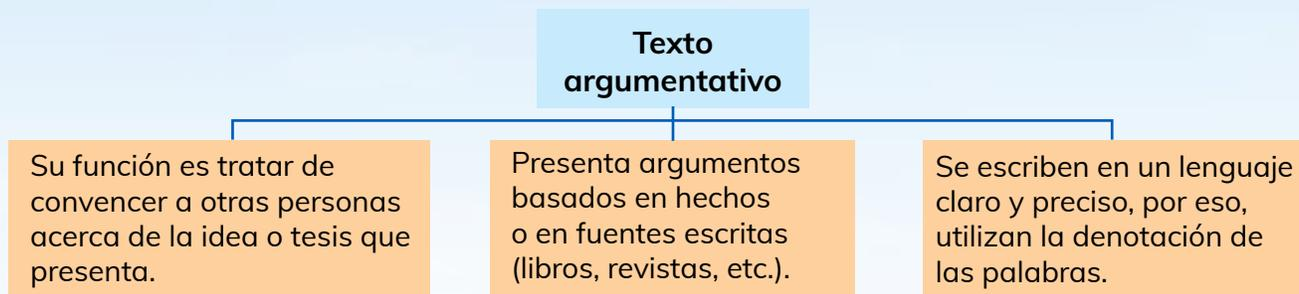 Texto
argumentativo
Su función es tratar de
convencer a otras personas
acerca de la idea o tesis que
presenta.
Presenta argumentos
basados en hechos
o en fuentes escritas
(libros, revistas, etc.).
Se escriben en un lenguaje
claro y preciso, por eso,
utilizan la denotación de
las palabras.